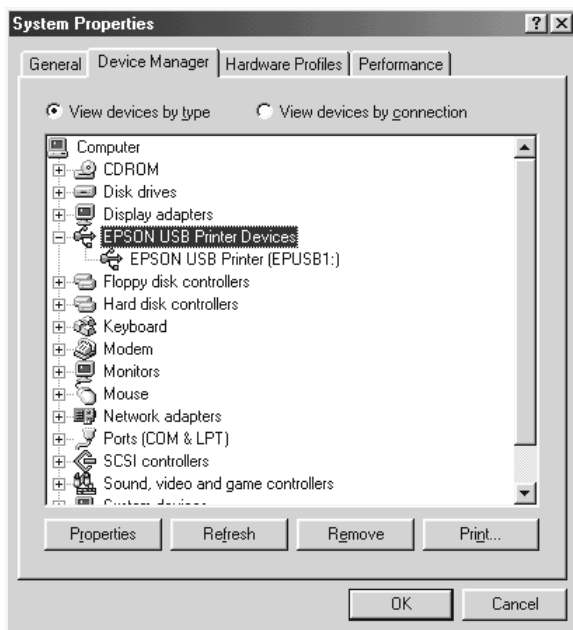 System Properties
General Device Manager Hardware Profiles Performance
View devices by type View devices by connection
Computer
CDROM
Disk drives
Display adapters
EPSON USB Printer Devices
EPSON USB Printer (EPUSB1:)
Floppy disk controllers
Hard disk controllers
Keyboard
Modem
Monitors
Mouse
Network adapters
Ports (COM & LPT)
SCSI controllers
Sound, video and game controllers
System devices
Properties Refresh Remove Print...
OK Cancel